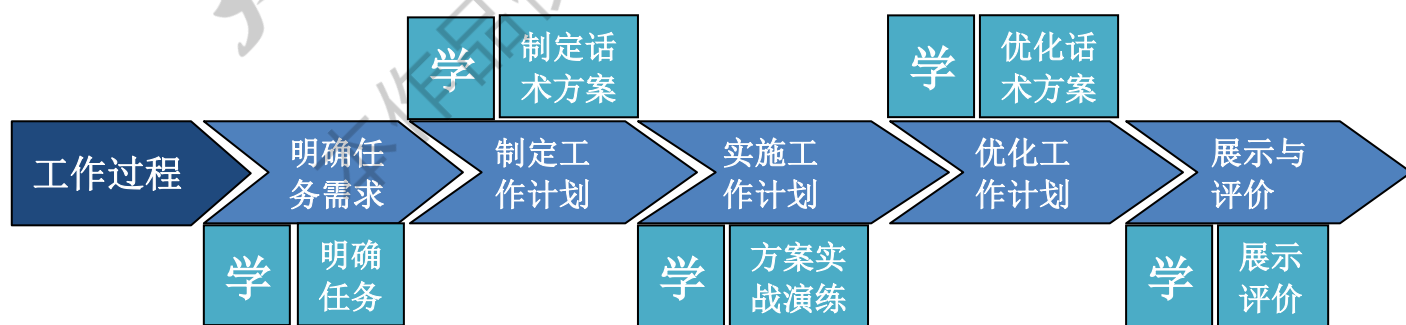 学
制定话
术方案
学
优化话
术方案
工作过程
明确任
务需求
制定工
作计划
实施工
作计划
优化工
作计划
展示与
评价
学
明确
任务
学
方案实
战演练
学
展示
评价
本作品